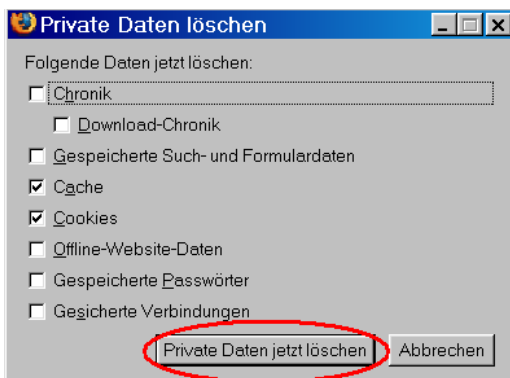 Private Daten löschen
Folgende Daten jetzt löschen:
Chronik
Download-Chronik
Gespeicherte Such- und Formulardaten
Cache
Cookies
Offline-Website-Daten
Gespeicherte Passwörter
Gesicherte Verbindungen
Private Daten jetzt löschen Abbrechen